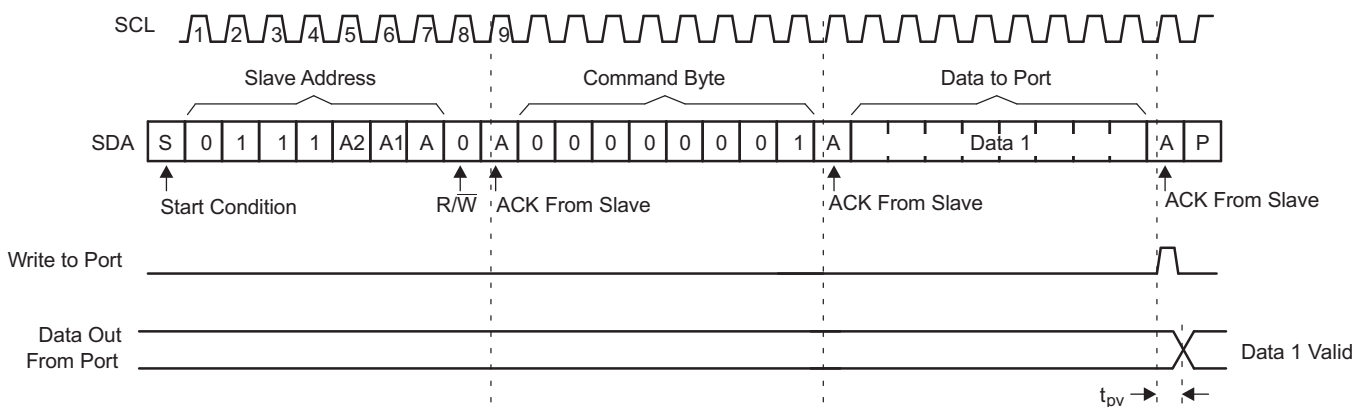 SCL 1 2 3 4 5 6 7 8 9
Slave Address Command Byte Data to Port
SDA S 0 1 1 1 A2 A1 A 0 A 0 0 0 0 0 0 0 1 A Data 1 A P
Start Condition R/W ACK From Slave ACK From Slave ACK From Slave
Write to Port
Data Out
From Port
Data 1 Valid
tpv